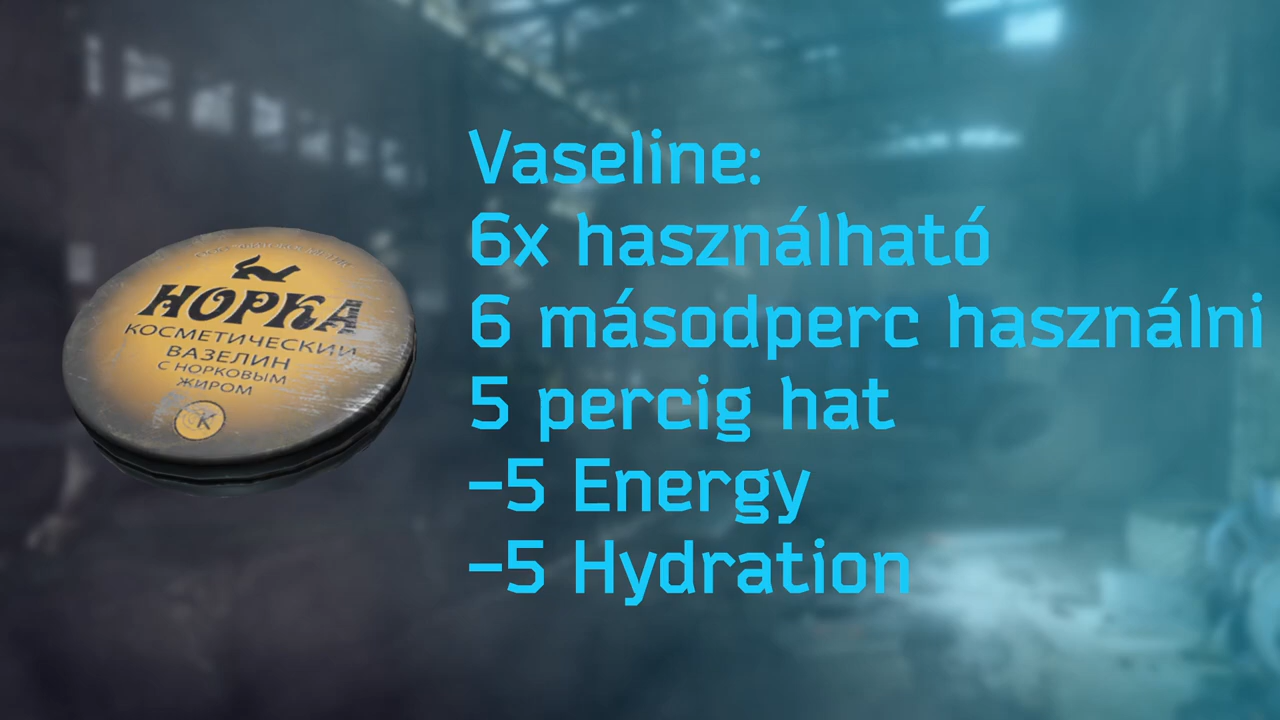 НОРКА
КОСМЕТИЧЕСКИЙ
ВАЗЕЛИН
С НОРКОВЫМ
ЖИРОМ
Vaseline:
6x használható
6 másodperc használni
5 percig hat
-5 Energy
-5 Hydration